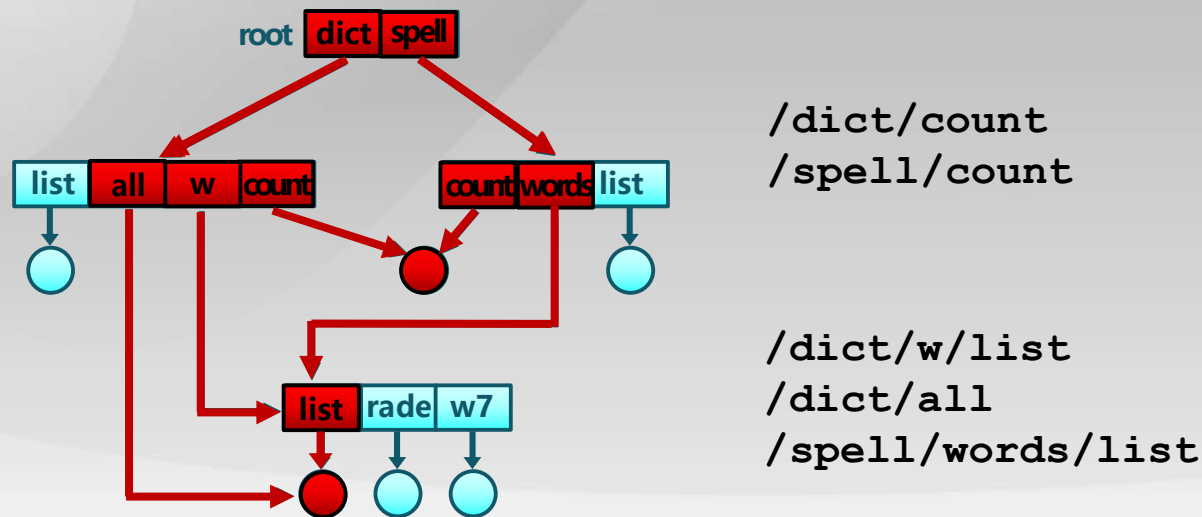 root dict spell
/dict/count
/spell/count
list all w count count words list
/dict/w/list
/dict/all
/spell/words/list
list rade w7